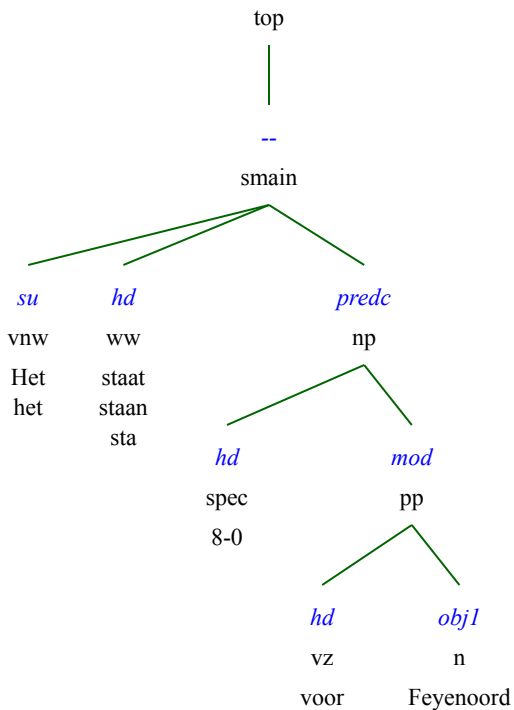 top
--
smain
su hd predc
vnw ww np
Het staat
het staan
sta
hd mod
spec pp
8-0
hd obj1
vz n
voor Feyenoord